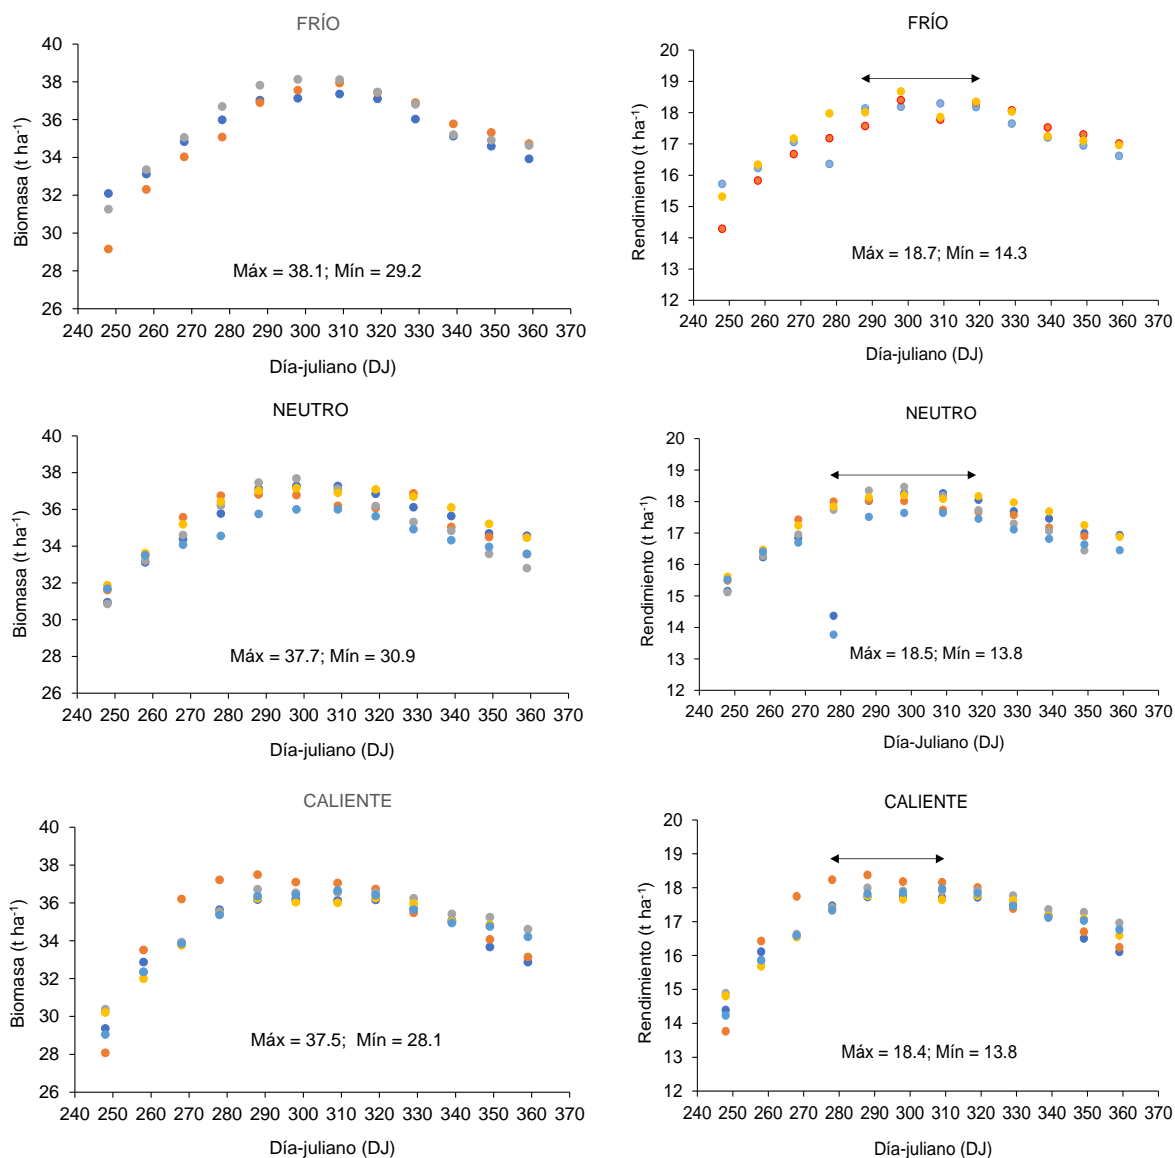 FRÍO
40
38
36
34
32
30
28
26
Biomasa (t ha-1)
Máx = 38.1; Mín = 29.2
240 250 260 270 280 290 300 310 320 330 340 350 360 370
Día-juliano (DJ)
FRÍO
20
19
18
17
16
15
14
13
12
Rendimiento (t ha-1)
Máx = 18.7; Mín = 14.3
240 250 260 270 280 290 300 310 320 330 340 350 360 370
Día-juliano (DJ)
NEUTRO
40
38
36
34
32
30
28
26
Biomasa (t ha-1)
Máx = 37.7; Mín = 30.9
240 250 260 270 280 290 300 310 320 330 340 350 360 370
Día-juliano (DJ)
NEUTRO
20
19
18
17
16
15
14
13
12
Rendimiento (t ha-1)
Máx = 18.5; Mín = 13.8
240 250 260 270 280 290 300 310 320 330 340 350 360 370
Día-Juliano (DJ)
CALIENTE
40
38
36
34
32
30
28
26
Biomasa (t ha-1)
Máx = 37.5; Mín = 28.1
240 250 260 270 280 290 300 310 320 330 340 350 360 370
Día-juliano (DJ)
CALIENTE
20
19
18
17
16
15
14
13
12
Rendimiento (t ha-1)
Máx = 18.4; Mín = 13.8
240 250 260 270 280 290 300 310 320 330 340 350 360 370
Día-juliano (DJ)